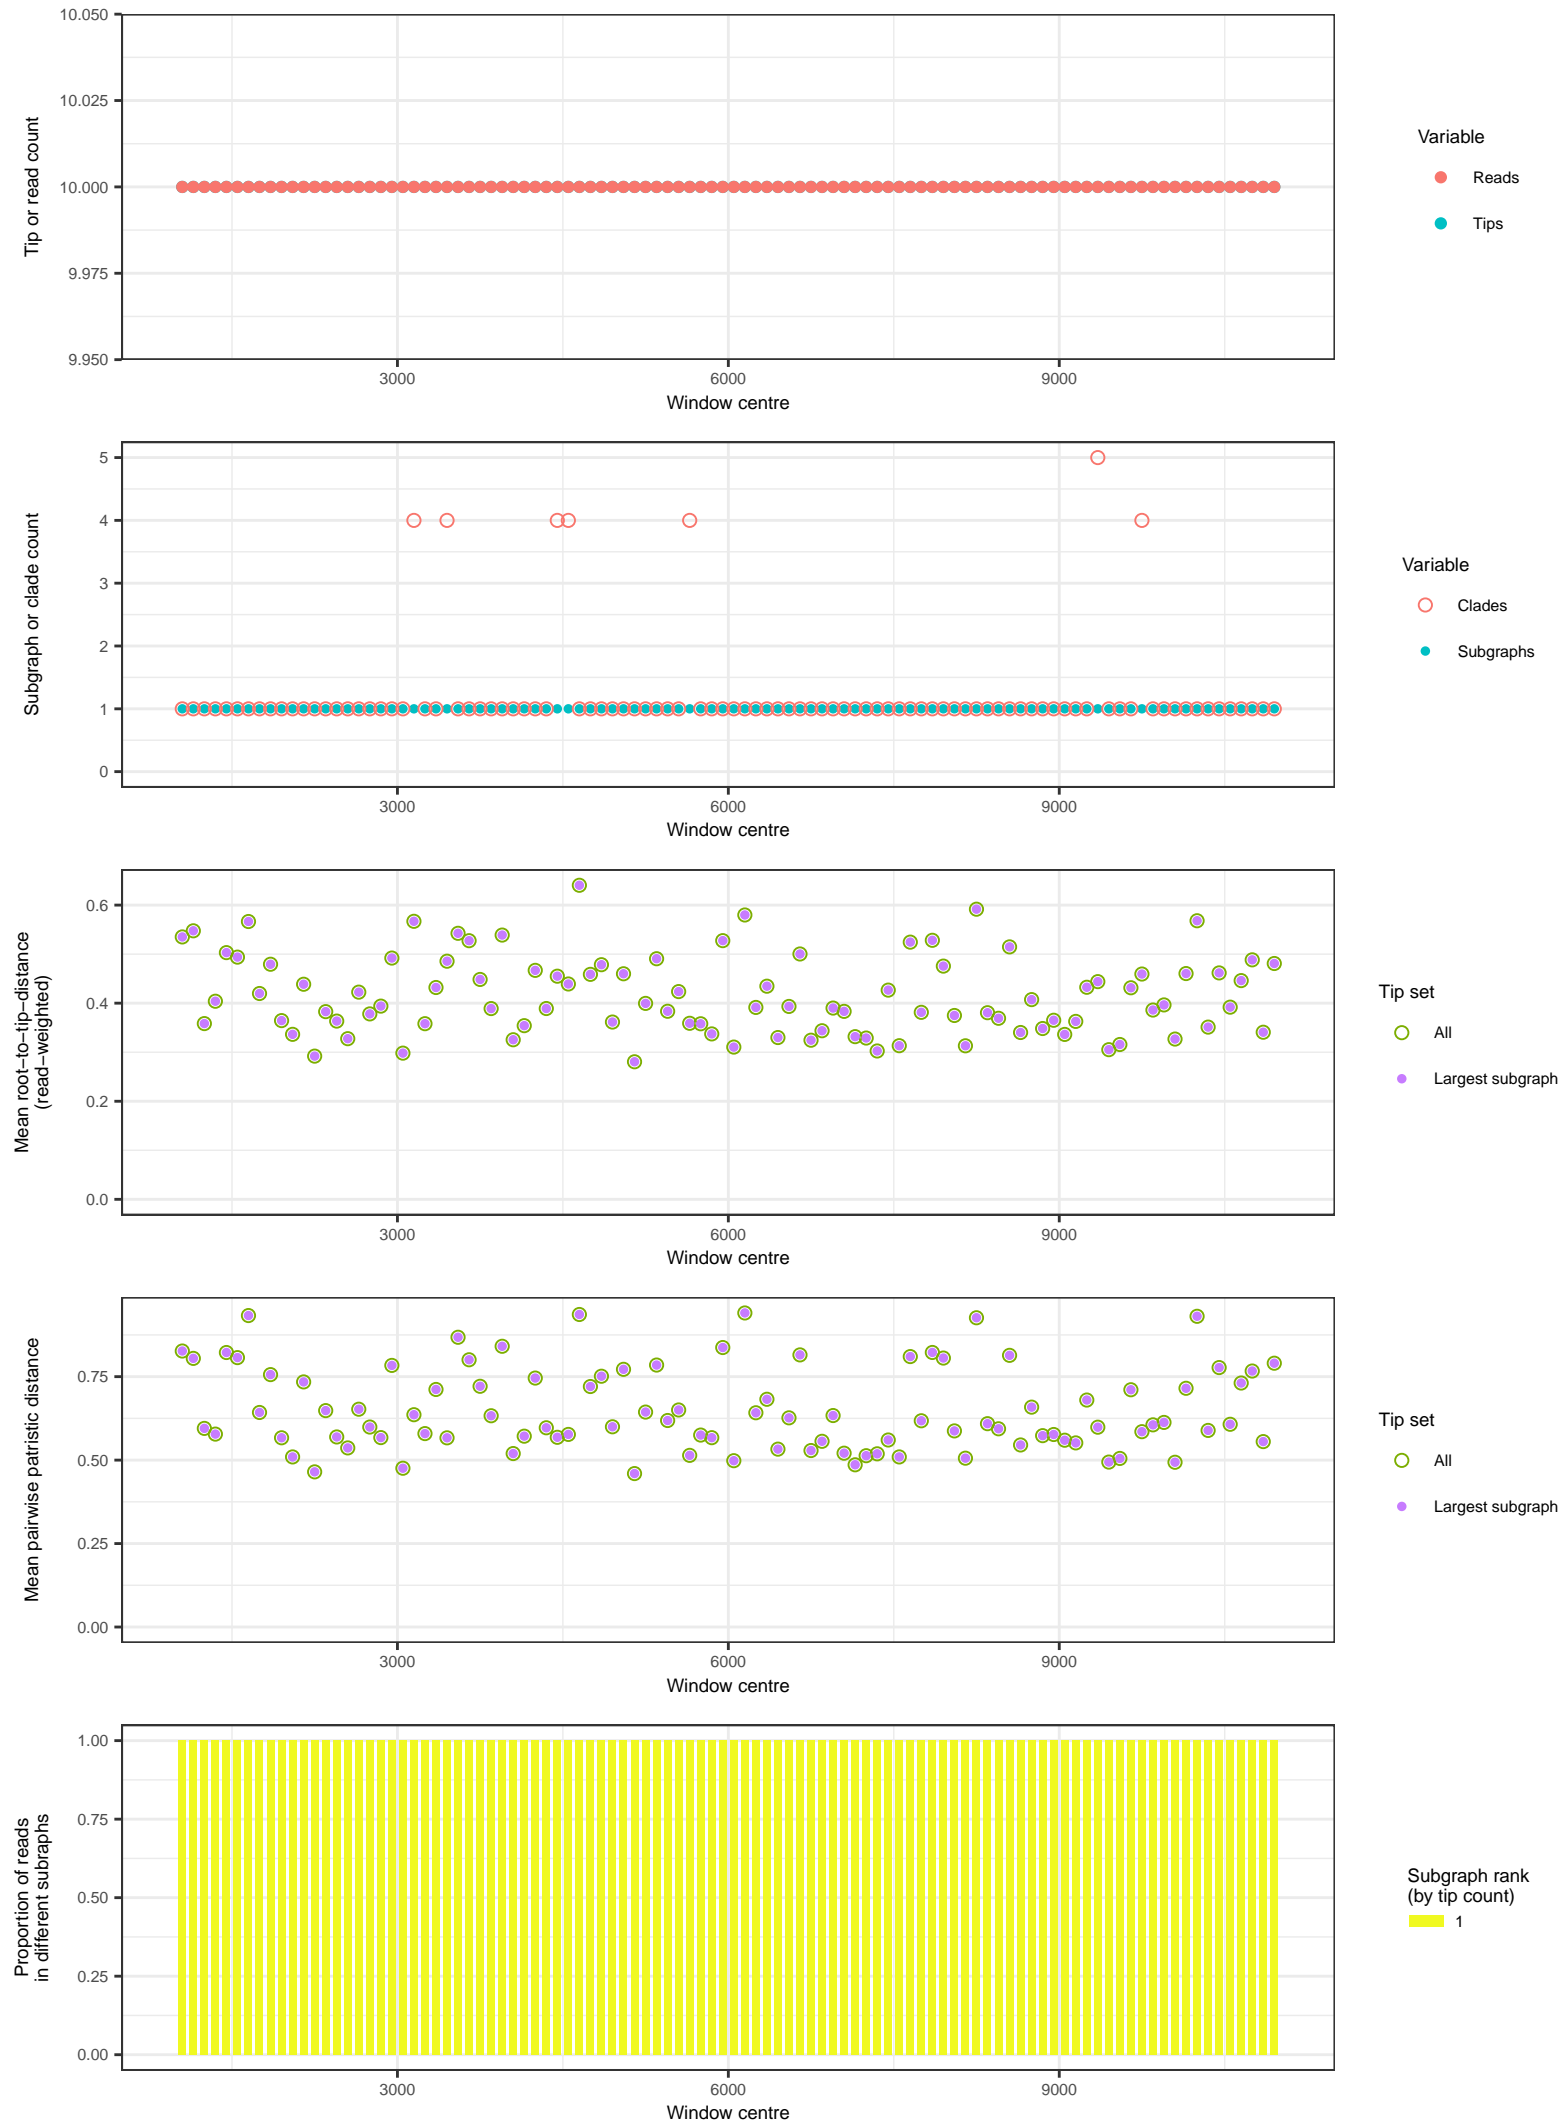 10.050
10.025
10.000
9.975
9.950
Tip or read count
3000
6000
9000
Window centre
Variable
Reads
Tips
5
4
3
2
1
0
Subgraph or clade count
3000
6000
9000
Window centre
Variable
Clades
Subgraphs
0.6
0.4
0.2
0.0
Mean root−to−tip−distance
(read−weighted)
3000
6000
9000
Window centre
Tip set
All
Largest subgraph
0.75
0.50
0.25
0.00
Mean pairwise patristic distance
3000
6000
9000
Window centre
Tip set
All
Largest subgraph
1.00
0.75
0.50
0.25
0.00
Proportion of reads
in different subraphs
3000
6000
9000
Window centre
Subgraph rank
(by tip count)
1